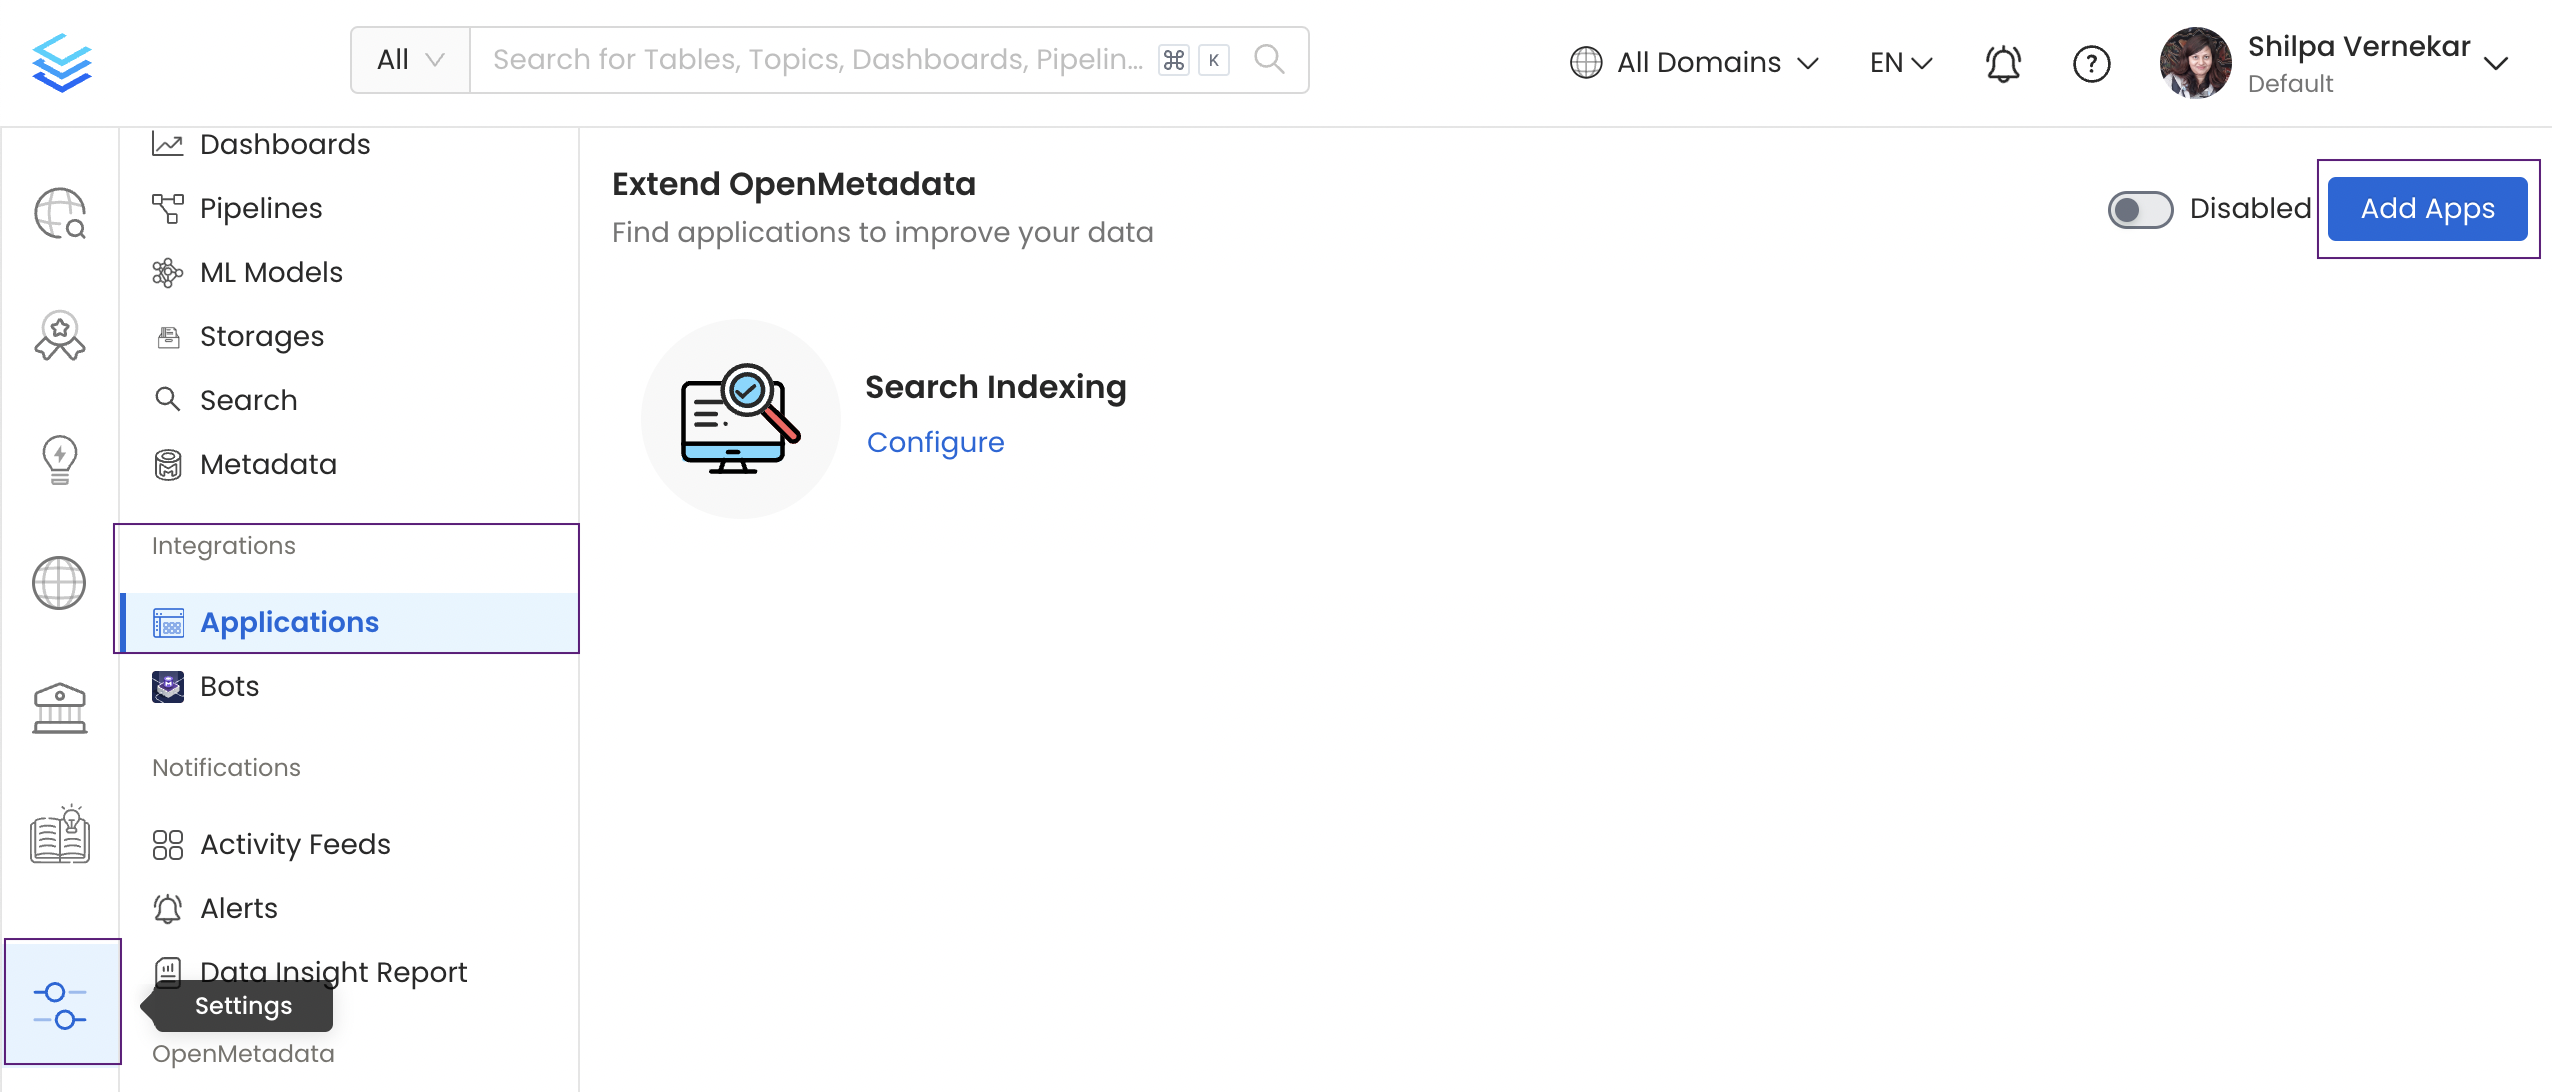 All
Search for Tables, Topics, Dashboards, Pipelin...
⌘ K
All Domains
EN
?
Shilpa Vernekar
Default
Dashboards
Pipelines
ML Models
Storages
Search
Metadata
Integrations
Applications
Bots
Notifications
Activity Feeds
Alerts
Data Insight Report
Settings
OpenMetadata
Extend OpenMetadata
Find applications to improve your data
Disabled
Add Apps
Search Indexing
Configure